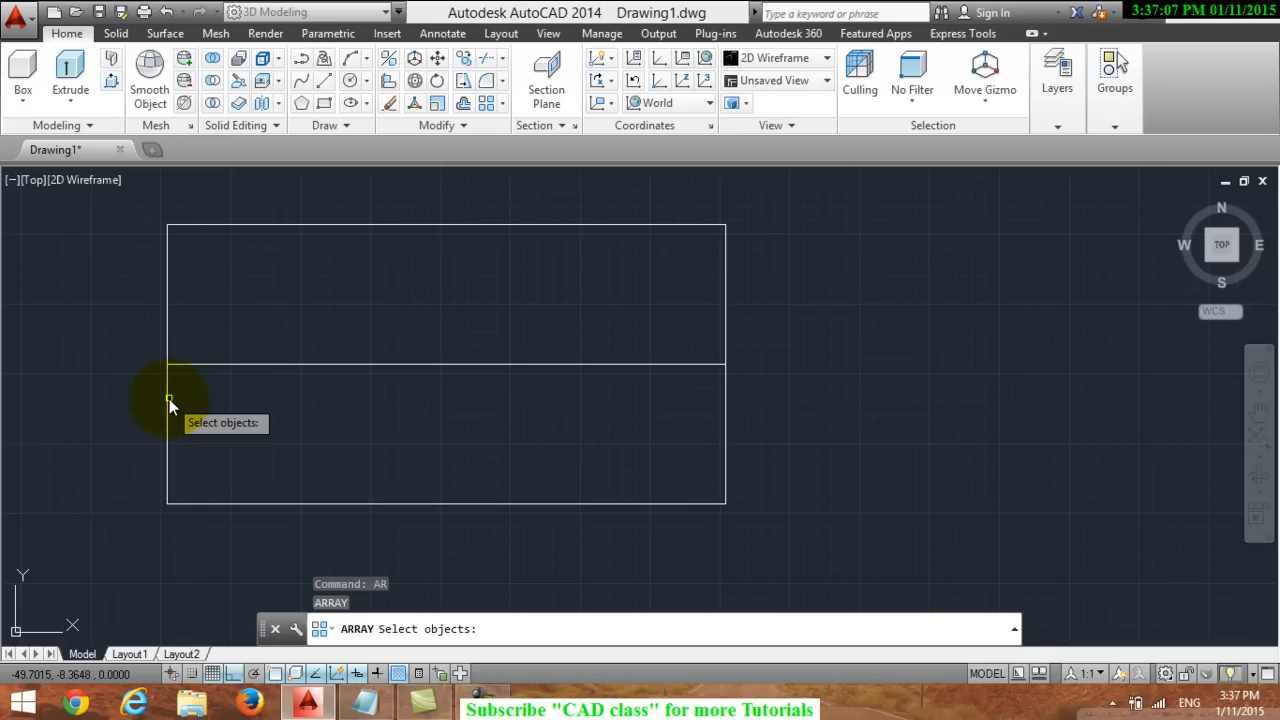 3D Modeling
Autodesk AutoCAD 2014 Drawing1.dwg
Type a keyword or phrase
Sign In
3:37:07 PM 01/11/2015
Home Solid Surface Mesh Render Parametric Insert Annotate Layout View Manage Output Plug-ins Autodesk 360 Featured Apps Express Tools
Box
Extrude
Smooth
Object
Section
Plane
World
2D Wireframe
Unsaved View
Culling
No Filter
Move Gizmo
Layers
Groups
Modeling Mesh Solid Editing Draw Modify Section Coordinates View Selection
Drawing1*
[−][Top][2D Wireframe]
N
W TOP E
S
WCS
Select objects:
Y
X
Command: AR
ARRAY
ARRAY Select objects:
Model Layout1 Layout2
-49.7015, -8.3648, 0.0000
MODEL
1:1
ENG
3:37 PM
1/11/2015
Subscribe "CAD class" for more Tutorials